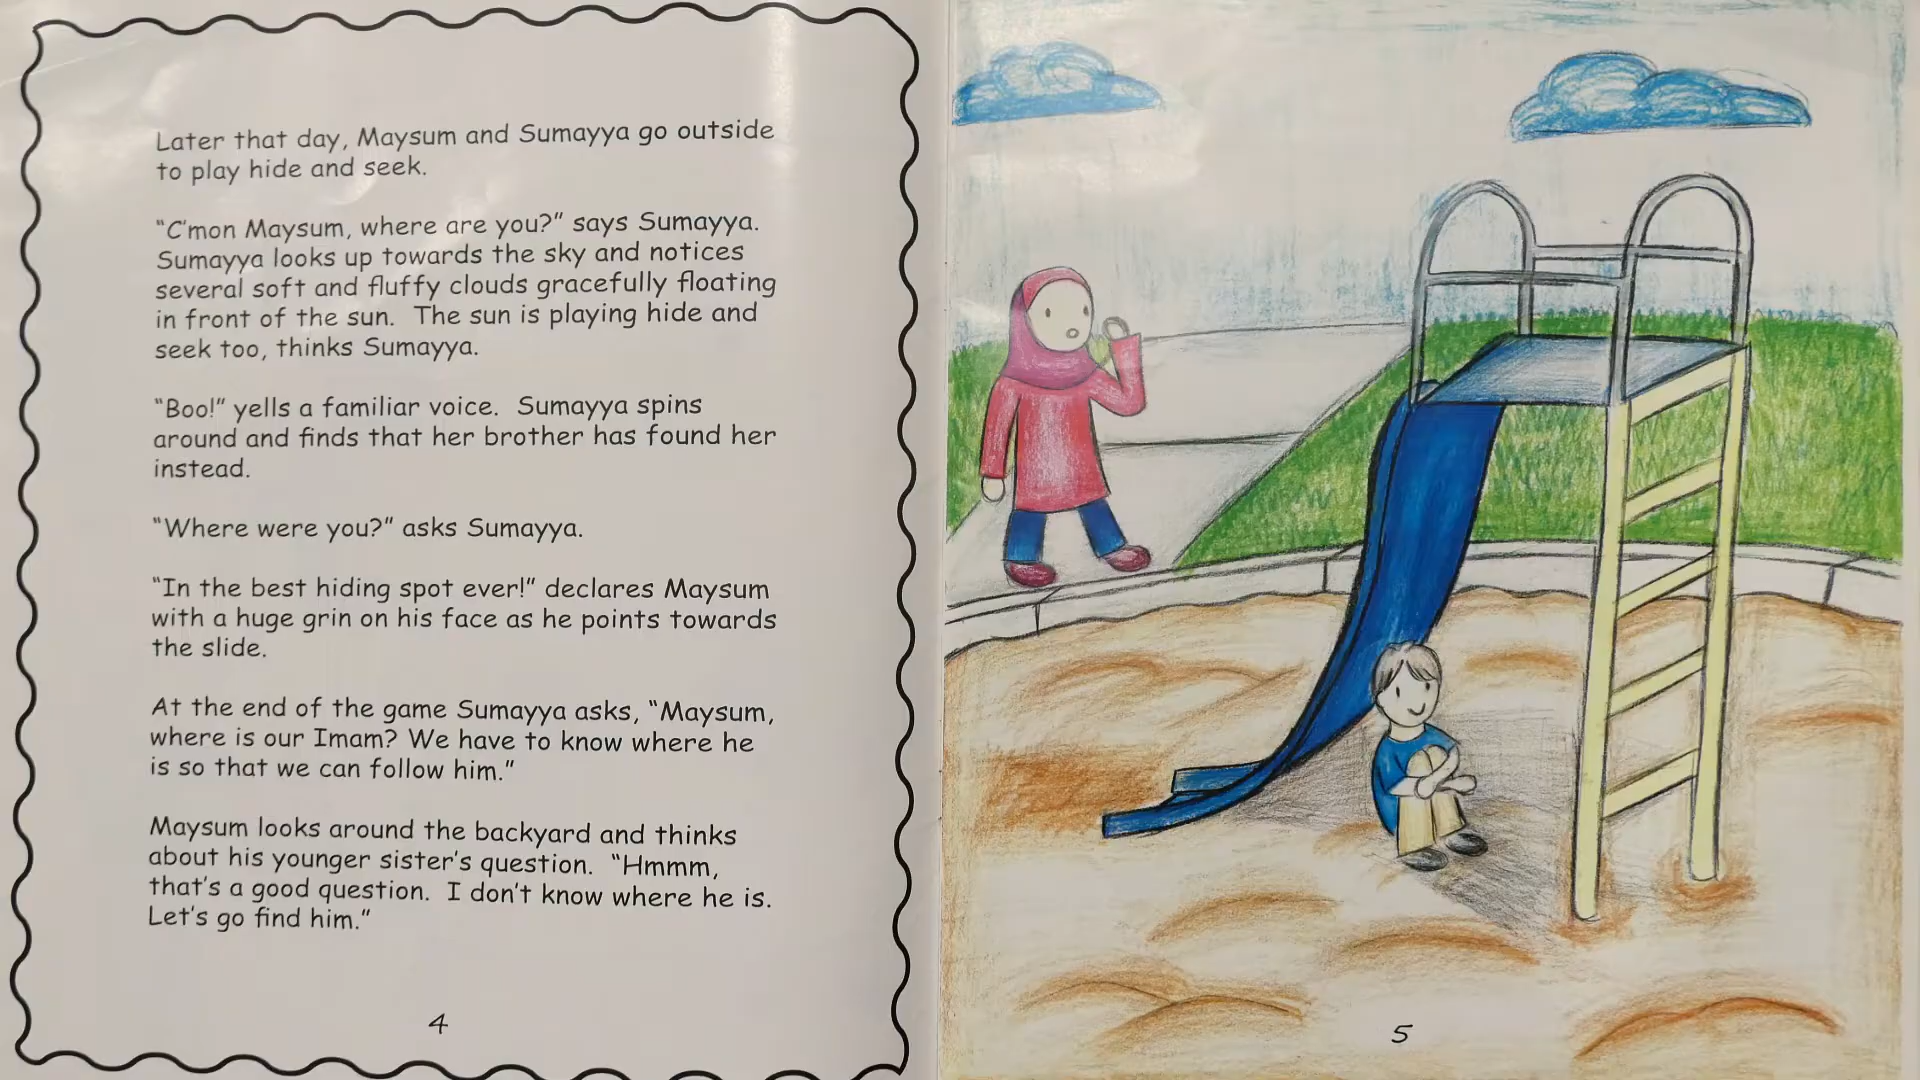 Later that day, Maysum and Sumayya go outside
to play hide and seek.
“C’mon Maysum, where are you?” says Sumayya.
Sumayya looks up towards the sky and notices
several soft and fluffy clouds gracefully floating
in front of the sun.  The sun is playing hide and
seek too, thinks Sumayya.
“Boo!” yells a familiar voice.  Sumayya spins
around and finds that her brother has found her
instead.
“Where were you?” asks Sumayya.
“In the best hiding spot ever!” declares Maysum
with a huge grin on his face as he points towards
the slide.
At the end of the game Sumayya asks, “Maysum,
where is our Imam? We have to know where he
is so that we can follow him.”
Maysum looks around the backyard and thinks
about his younger sister’s question.  “Hmmm,
that’s a good question.  I don’t know where he is.
Let’s go find him.”
4
5